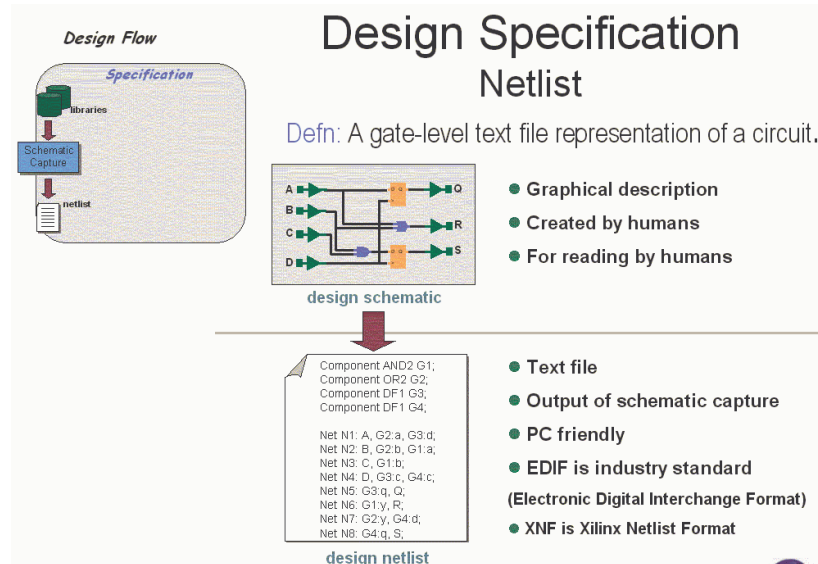 Design Flow
Specification
libraries
Schematic
Capture
netlist
Design Specification
Netlist
Defn: A gate-level text file representation of a circuit.
A
B
C
D
Q
R
S
design schematic
Graphical description
Created by humans
For reading by humans
Component AND2 G1;
Component OR2 G2;
Component DF1 G3;
Component DF1 G4;
Net N1: A, G2:a, G3:d;
Net N2: B, G2:b, G1:a;
Net N3: C, G1:b;
Net N4: D, G3:c, G4:c;
Net N5: G3:q, Q;
Net N6: G1:y, R;
Net N7: G2:y, G4:d;
Net N8: G4:q, S;
design netlist
Text file
Output of schematic capture
PC friendly
EDIF is industry standard
(Electronic Digital Interchange Format)
XNF is Xilinx Netlist Format